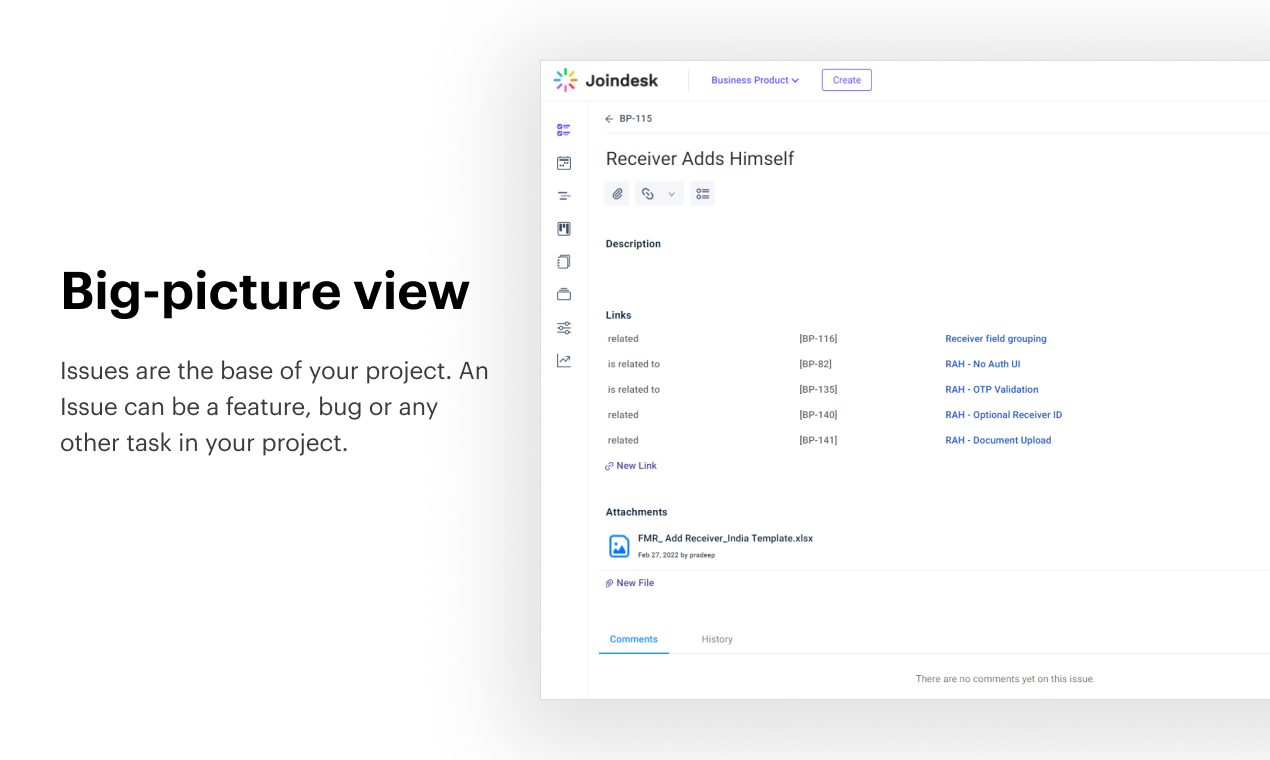 Big-picture view
Issues are the base of your project. An
Issue can be a feature, bug or any
other task in your project.
Joindesk
Business Product
Create
BP-115
Receiver Adds Himself
Description
Links
related [BP-116] Receiver field grouping
is related to [BP-82] RAH - No Auth UI
is related to [BP-135] RAH - OTP Validation
related [BP-140] RAH - Optional Receiver ID
related [BP-141] RAH - Document Upload
New Link
Attachments
FMR_ Add Receiver_India Template.xlsx
Feb 27, 2022 by pradeep
New File
Comments History
There are no comments yet on this issue.